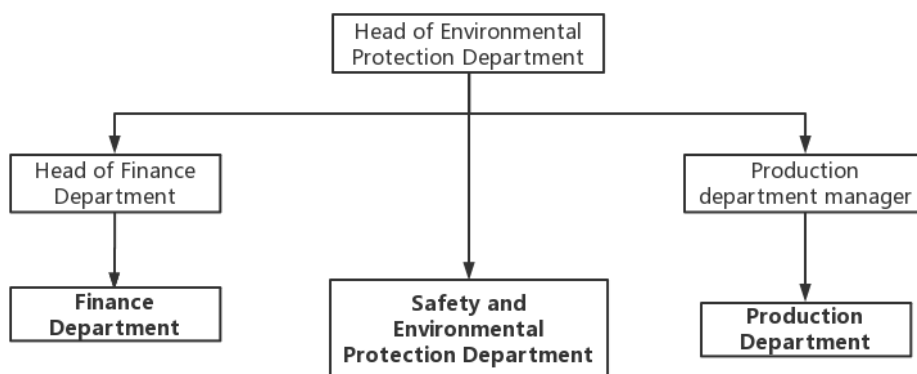 Head of Environmental
Protection Department
Head of Finance
Department
Production
department manager
Finance
Department
Safety and
Environmental
Protection Department
Production
Department